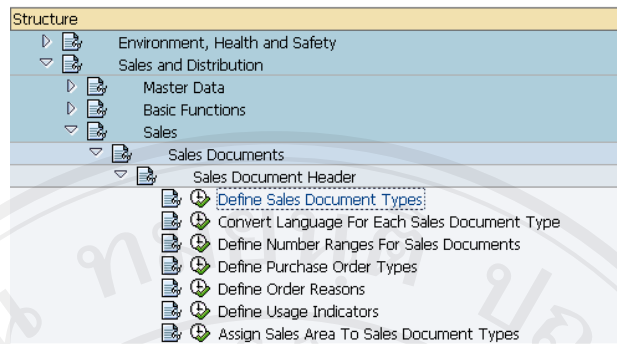 Structure
Environment, Health and Safety
Sales and Distribution
Master Data
Basic Functions
Sales
Sales Documents
Sales Document Header
Define Sales Document Types
Convert Language For Each Sales Document Type
Define Number Ranges For Sales Documents
Define Purchase Order Types
Define Order Reasons
Define Usage Indicators
Assign Sales Area To Sales Document Types